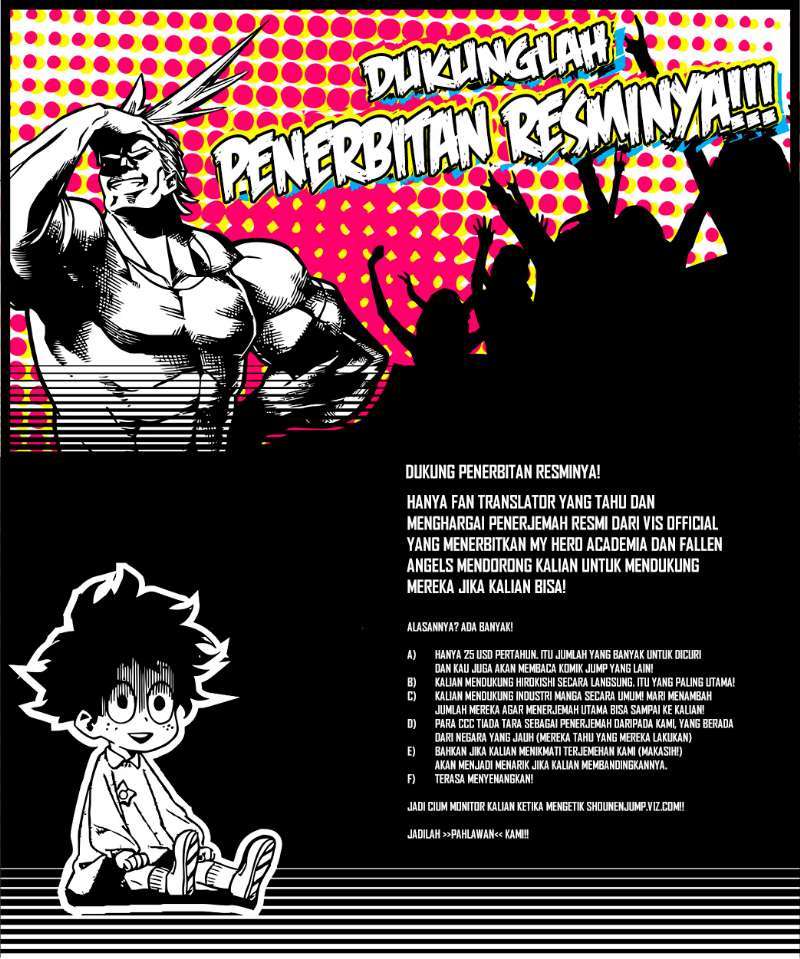 DUKUNGLAH
PENERBITAN RESMINYA!!!
DUKUNG PENERBITAN RESMINYA!
HANYA FAN TRANSLATOR YANG TAHU DAN
MENGHARGAI PENERJEMAH RESMI DARI VIS OFFICIAL
YANG MENERBITKAN MY HERO ACADEMIA DAN FALLEN
ANGELS MENDORONG KALIAN UNTUK MENDUKUNG
MEREKA JIKA KALIAN BISA!
ALASANNYA? ADA BANYAK!
A) HANYA 25 USD PERTAHUN. ITU JUMLAH YANG BANYAK UNTUK DICURI
DAN KAU JUGA AKAN MEMBACA KOMIK JUMP YANG LAIN!
B) KALIAN MENDUKUNG HIROKISHI SECARA LANGSUNG. ITU YANG PALING UTAMA!
C) KALIAN MENDUKUNG INDUSTRI MANGA SECARA UMUM! MARI MENAMBAH
JUMLAH MEREKA AGAR MENERJEMAH UTAMA BISA SAMPAI KE KALIAN!
D) PARA CCC TIADA TARA SEBAGAI PENERJEMAH DARIPADA KAMI, YANG BERADA
DARI NEGARA YANG JAUH (MEREKA TAHU YANG MEREKA LAKUKAN)
E) BAHKAN JIKA KALIAN MENIKMATI TERJEMEHAN KAMI (MAKASIH!)
AKAN MENJADI MENARIK JIKA KALIAN MEMBANDINGKANNYA.
F) TERASA MENYENANGKAN!
JADI CIUM MONITOR KALIAN KETIKA MENGETIK SHOUNENJUMP.VIZ.COM!!
JADILAH >>PAHLAWAN<< KAMI!!!